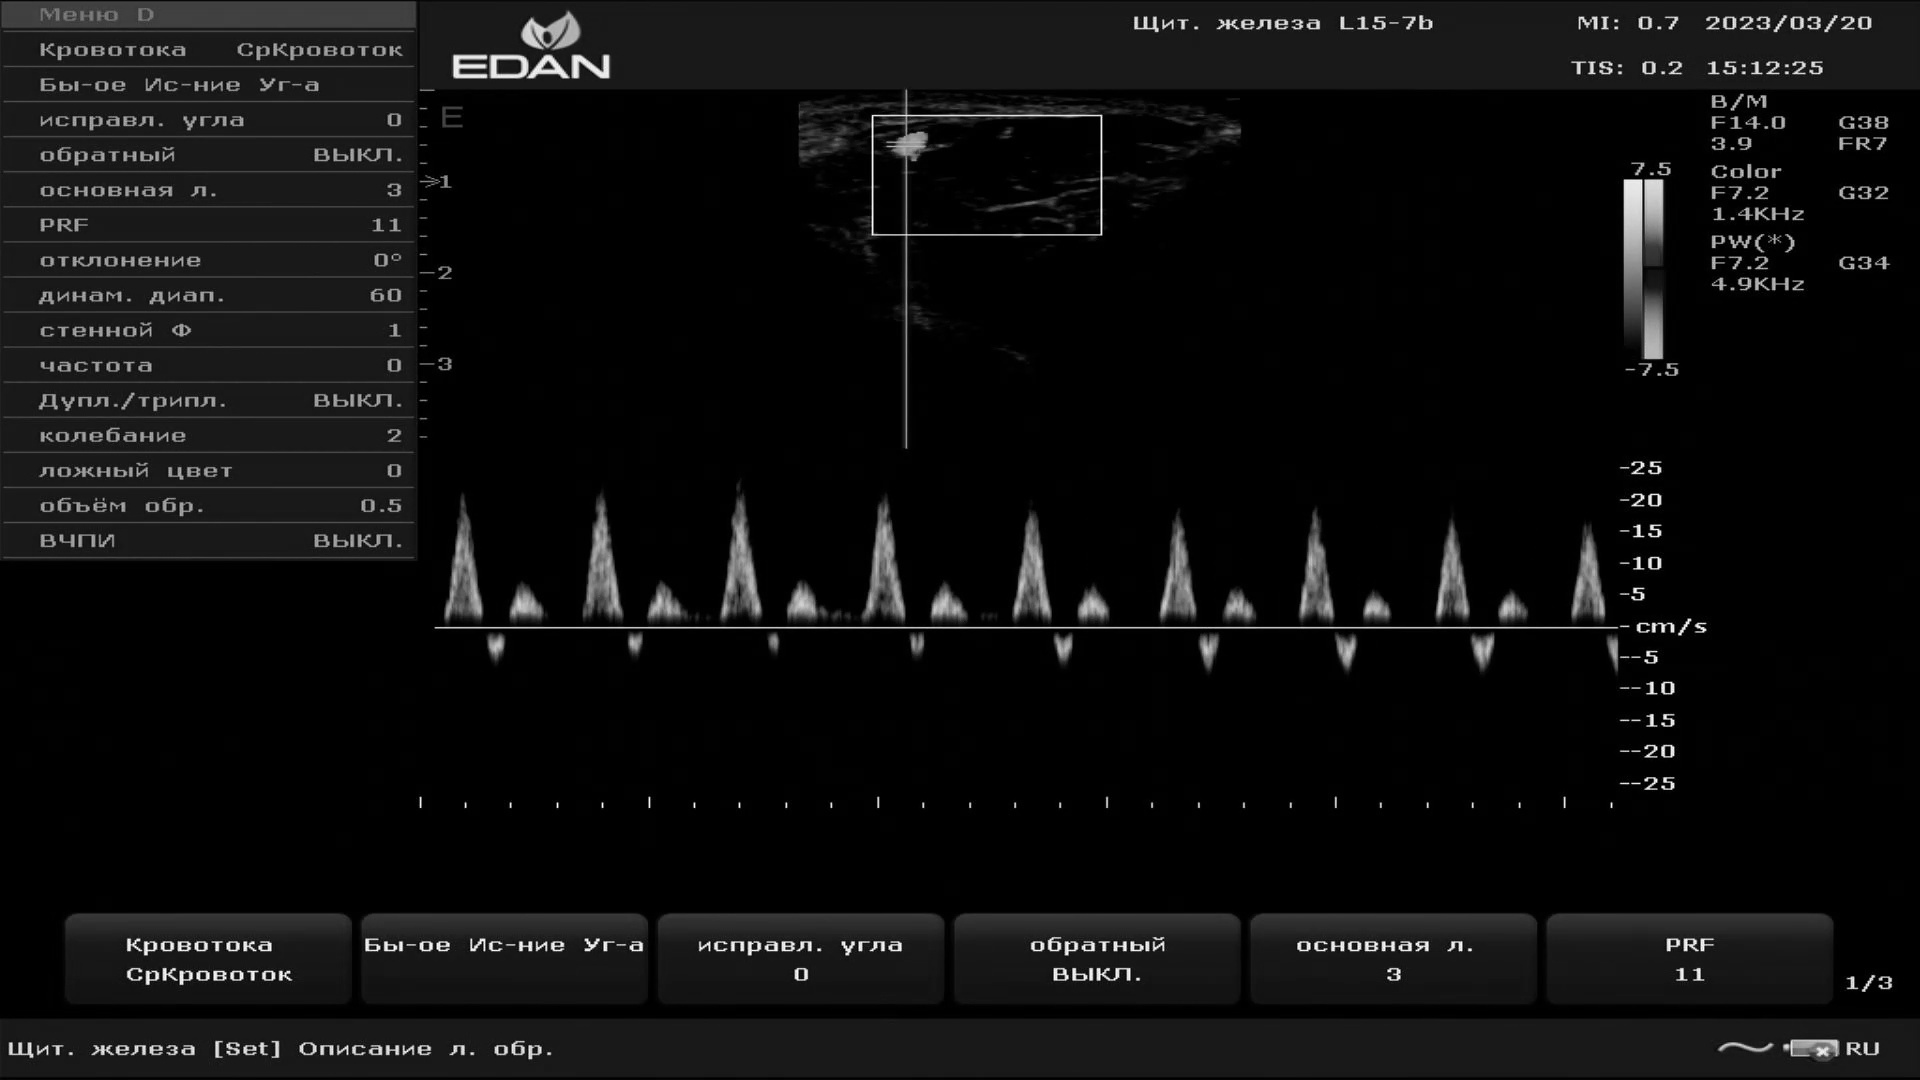 Меню D
Кровотока СрКровоток
Бы-ое Ис-ние Уг-а
исправл. угла 0
обратный ВЫКЛ.
основная л. 3
PRF 11
отклонение 0°
динам. диап. 60
стенной Ф 1
частота 0
Дупл./трипл. ВЫКЛ.
колебание 2
ложный цвет 0
объём обр. 0.5
ВЧПИ ВЫКЛ.
EDAN
Щит. железа L15-7b
MI: 0.7 2023/03/20
TIS: 0.2 15:12:25
E
>1
2
3
7.5
-7.5
B/M
F14.0 G38
3.9 FR7
Color
F7.2 G32
1.4KHz
PW(*)
F7.2 G34
4.9KHz
-25
-20
-15
-10
-5
- cm/s
--5
--10
--15
--20
--25
Кровотока
СрКровоток
Бы-ое Ис-ние Уг-а
исправл. угла
0
обратный
ВЫКЛ.
основная л.
3
PRF
11
1/3
Щит. железа [Set] Описание л. обр.
RU